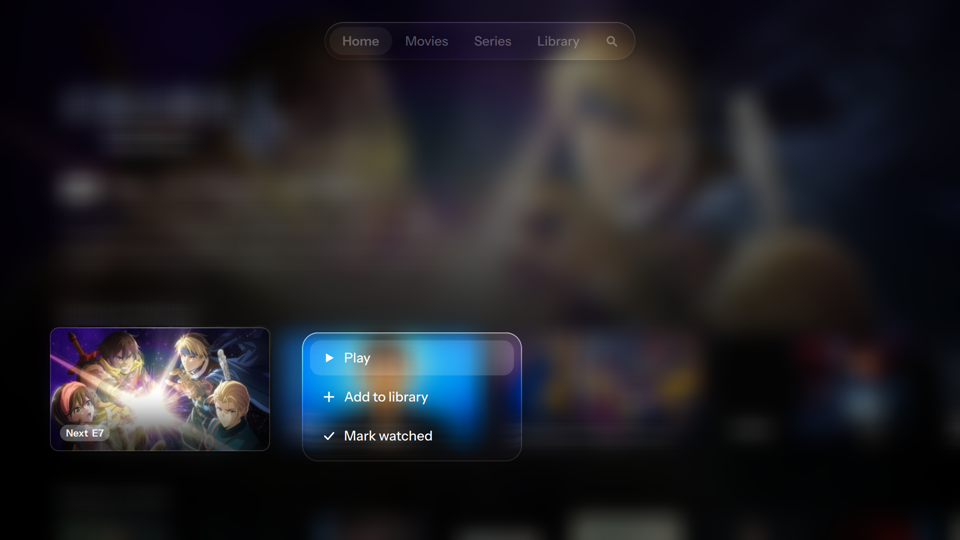 Home
Movies
Series
Library
Play
Add to library
Mark watched
Next E7